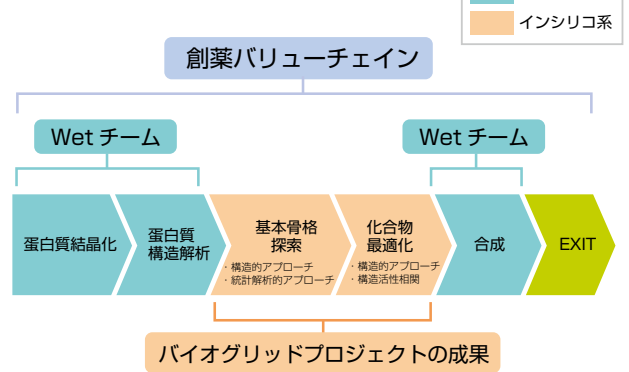 インシリコ系
創薬バリューチェイン
Wet チーム
Wet チーム
蛋白質結晶化
蛋白質
構造解析
基本骨格
探索
・構造的アプローチ
・統計解析的アプローチ
化合物
最適化
・構造的アプローチ
・構造活性相関
合成
EXIT
バイオグリッドプロジェクトの成果